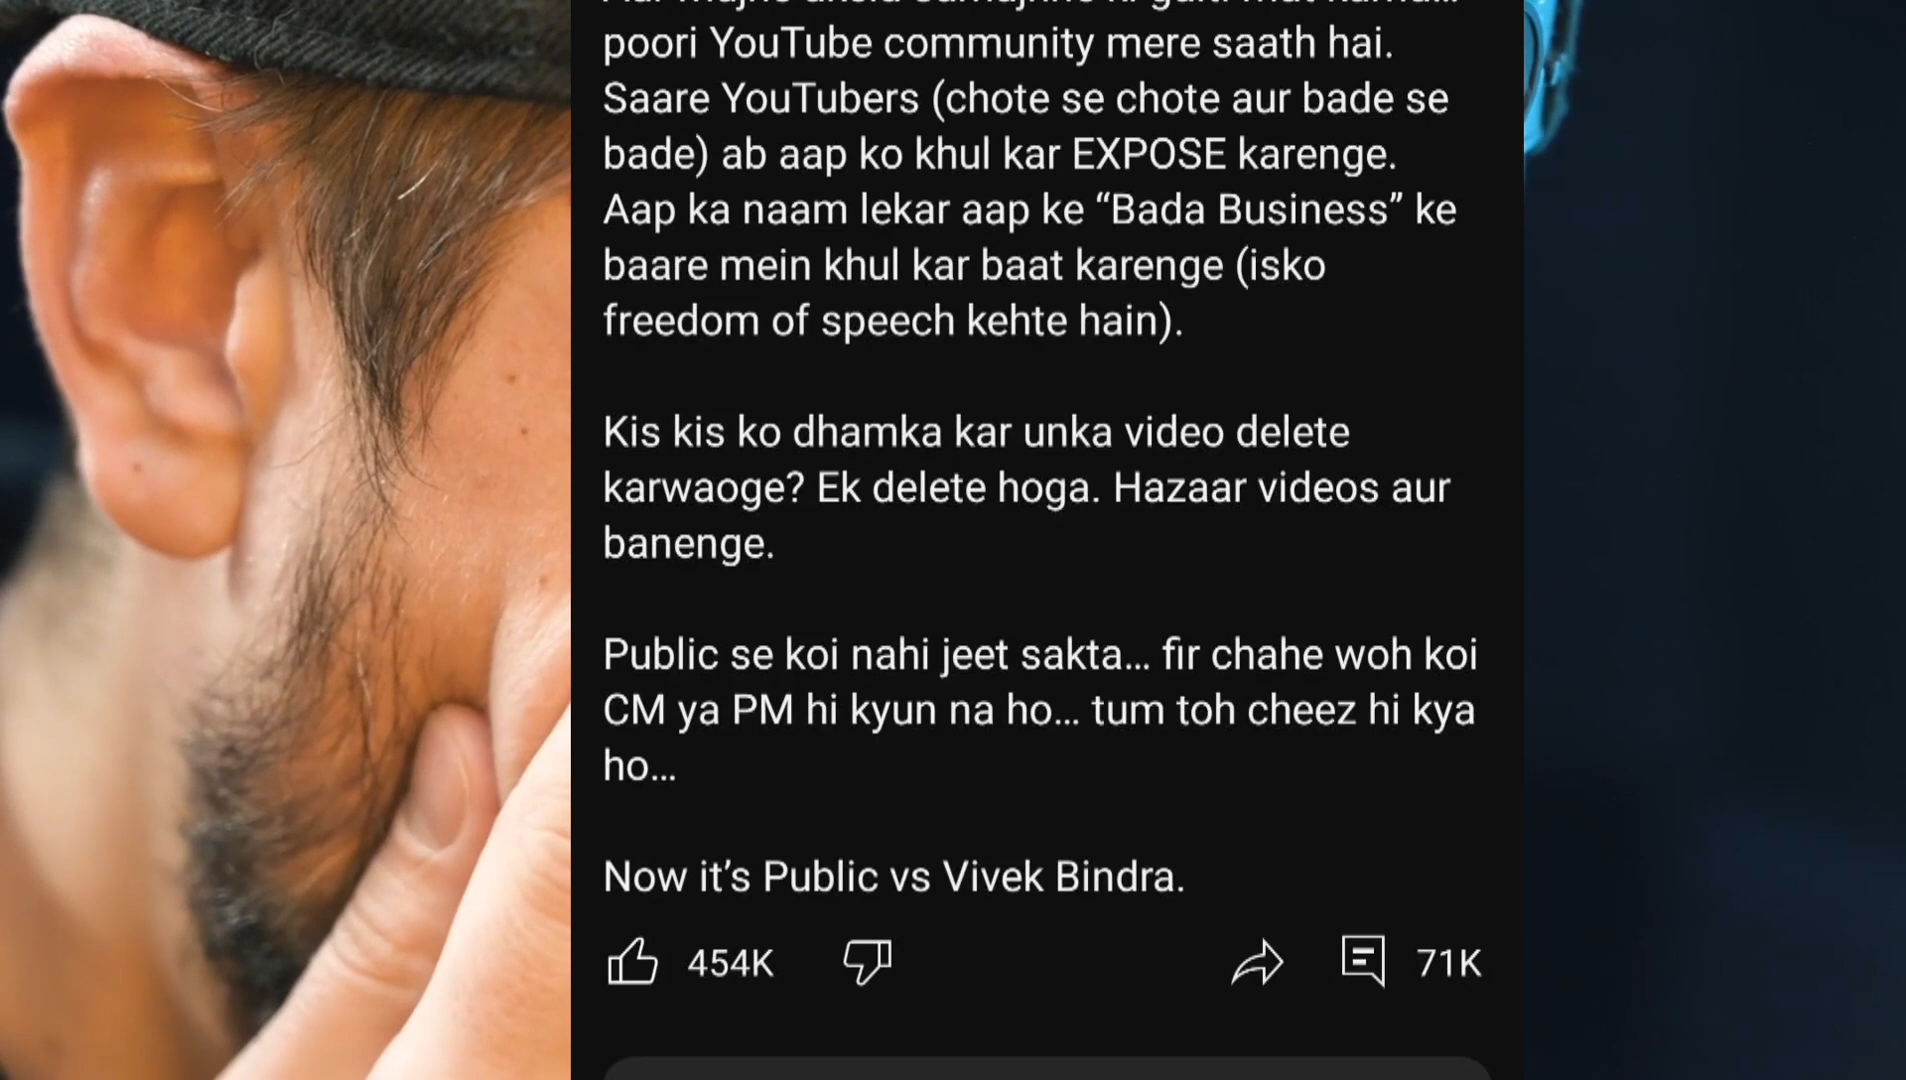 poori YouTube community mere saath hai.
Saare YouTubers (chote se chote aur bade se
bade) ab aap ko khul kar EXPOSE karenge.
Aap ka naam lekar aap ke “Bada Business” ke
baare mein khul kar baat karenge (isko
freedom of speech kehte hain).
Kis kis ko dhamka kar unka video delete
karwaoge? Ek delete hoga. Hazaar videos aur
banenge.
Public se koi nahi jeet sakta... fir chahe woh koi
CM ya PM hi kyun na ho... tum toh cheez hi kya
ho...
Now it’s Public vs Vivek Bindra.
454K 71K